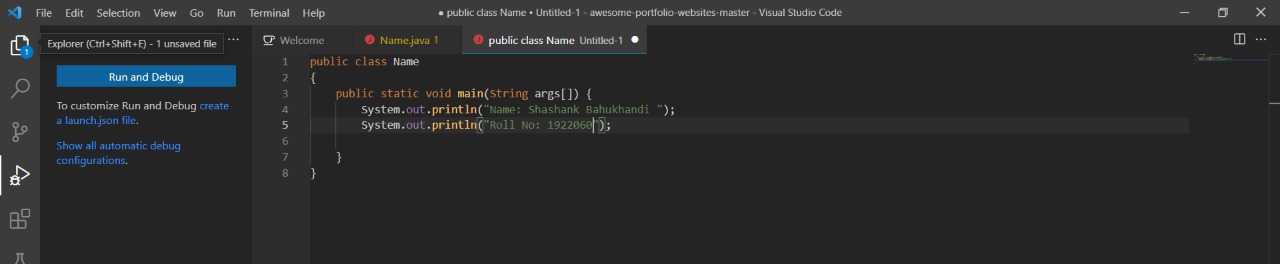 File Edit Selection View Go Run Terminal Help
● public class Name • Untitled-1 - awesome-portfolio-websites-master - Visual Studio Code
1
Explorer (Ctrl+Shift+E) - 1 unsaved file
...
Run and Debug
To customize Run and Debug create
a launch.json file.
Show all automatic debug
configurations.
Welcome
Name.java 1
public class Name Untitled-1 ●
...
1 public class Name
2 {
3 public static void main(String args[]) {
4 System.out.println("Name: Shashank Bahukhandi ");
5 System.out.println("Roll No: 1922060");
6
7 }
8 }